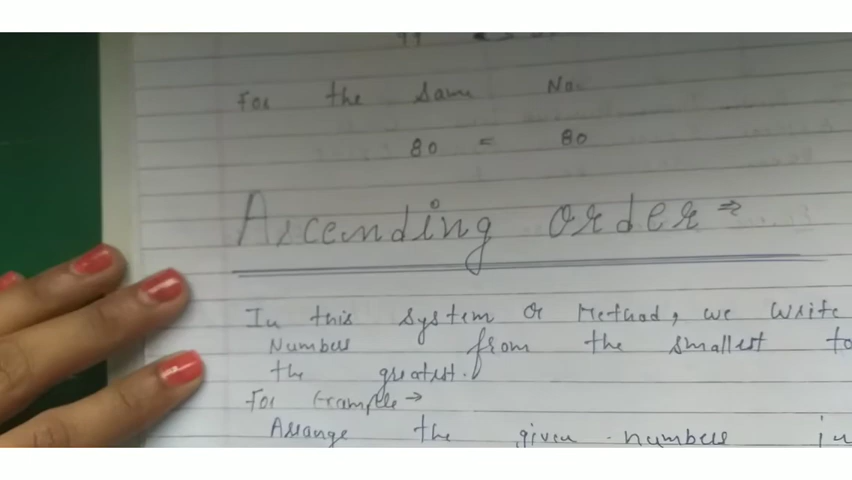 For the same No.
80 = 80
Ascending order ⇒
In this system or Method, we write
Number from the smallest to
the greatest.
For Example →
Arrange the given numbers in